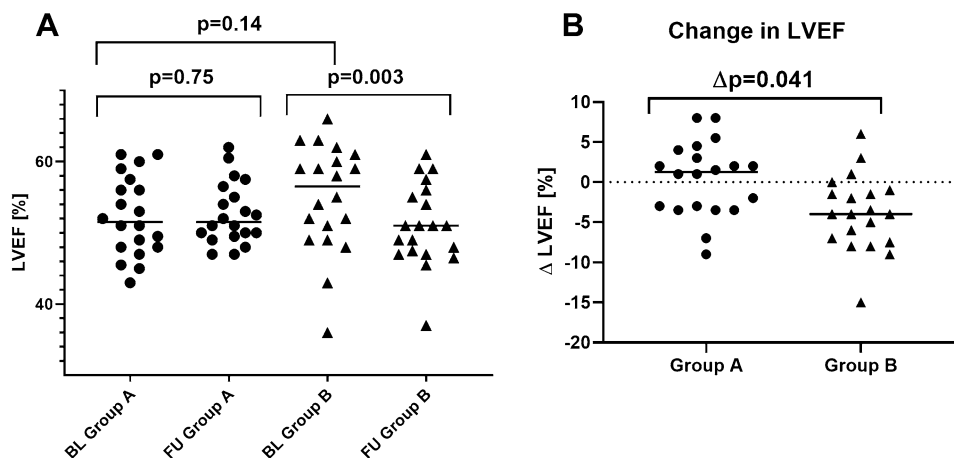 A
p=0.14
p=0.75
p=0.003
60
40
LVEF [%]
BL Group A
FU Group A
BL Group B
FU Group B
B
Change in LVEF
Δp=0.041
10
5
0
-5
-10
-15
-20
Δ LVEF [%]
Group A
Group B